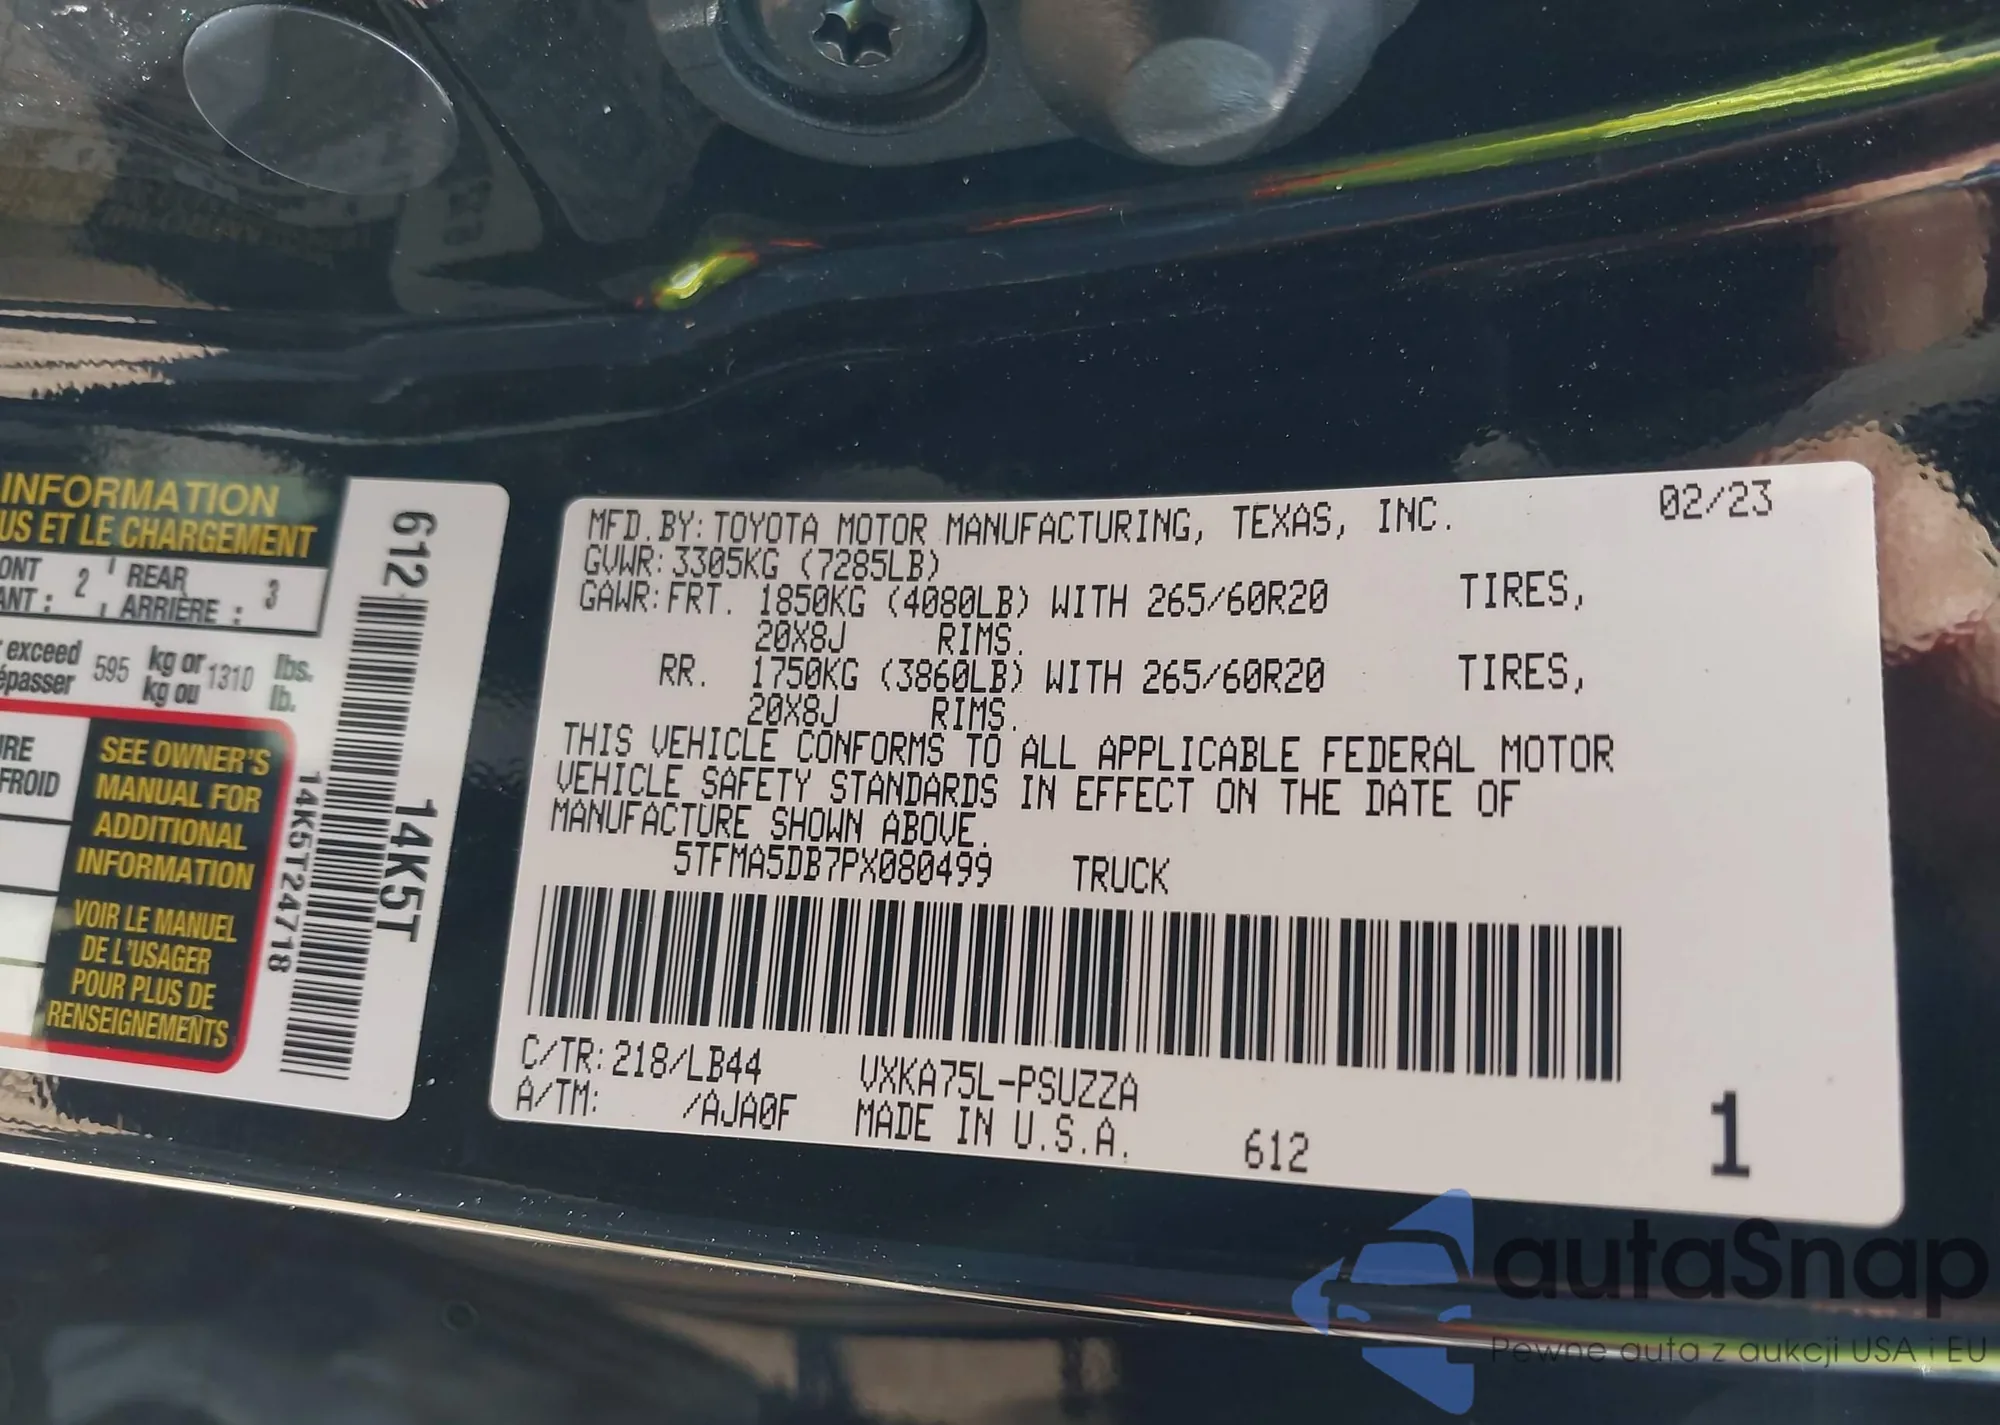 INFORMATION
US ET LE CHARGEMENT
ONT 2 REAR 3
ANT : ARRIÈRE :
r exceed 595 kg or 1310 lbs.
épasser kg ou lb.
URE
FROID
SEE OWNER'S
MANUAL FOR
ADDITIONAL
INFORMATION
VOIR LE MANUEL
DE L'USAGER
POUR PLUS DE
RENSEIGNEMENTS
612
14K5T
14K5T24718
MFD.BY: TOYOTA MOTOR MANUFACTURING, TEXAS, INC. 02/23
GVWR: 3305KG (7285LB)
GAWR: FRT. 1850KG (4080LB) WITH 265/60R20 TIRES,
20X8J RIMS.
RR. 1750KG (3860LB) WITH 265/60R20 TIRES,
20X8J RIMS.
THIS VEHICLE CONFORMS TO ALL APPLICABLE FEDERAL MOTOR
VEHICLE SAFETY STANDARDS IN EFFECT ON THE DATE OF
MANUFACTURE SHOWN ABOVE.
5TFMA5DB7PX080499 TRUCK
C/TR: 218/LB44 VXKA75L-PSUZZA
A/TM: /AJA0F MADE IN U.S.A. 612 1
autaSnap
Pewne auta z aukcji USA i EU